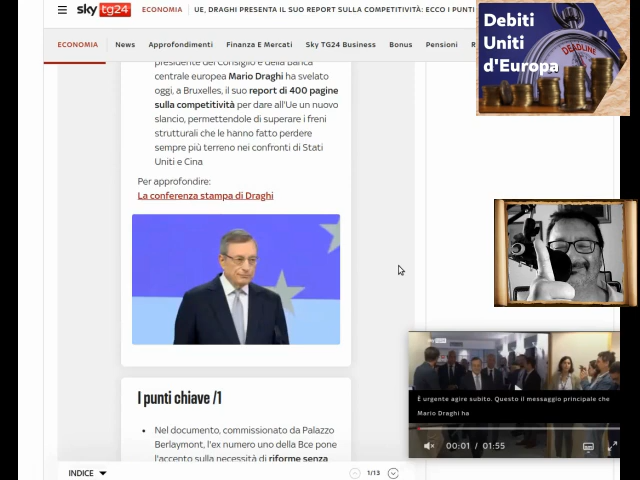 sky tg24 ECONOMIA UE, DRAGHI PRESENTA IL SUO REPORT SULLA COMPETITIVITÀ: ECCO I PUNTI
ECONOMIA News Approfondimenti Finanza E Mercati Sky TG24 Business Bonus Pensioni R
Debiti
Uniti
d'Europa
DEADLINE
presidente del Consiglio e della Banca
centrale europea Mario Draghi ha svelato
oggi, a Bruxelles, il suo report di 400 pagine
sulla competitività per dare all'Ue un nuovo
slancio, permettendole di superare i freni
strutturali che le hanno fatto perdere
sempre più terreno nei confronti di Stati
Uniti e Cina
Per approfondire:
La conferenza stampa di Draghi
I punti chiave /1
• Nel documento, commissionato da Palazzo
Berlaymont, l'ex numero uno della Bce pone
l'accento sulla necessità di riforme senza
sky tg24
È urgente agire subito. Questo il messaggio principale che
Mario Draghi ha
00:01 / 01:55
INDICE 1/13